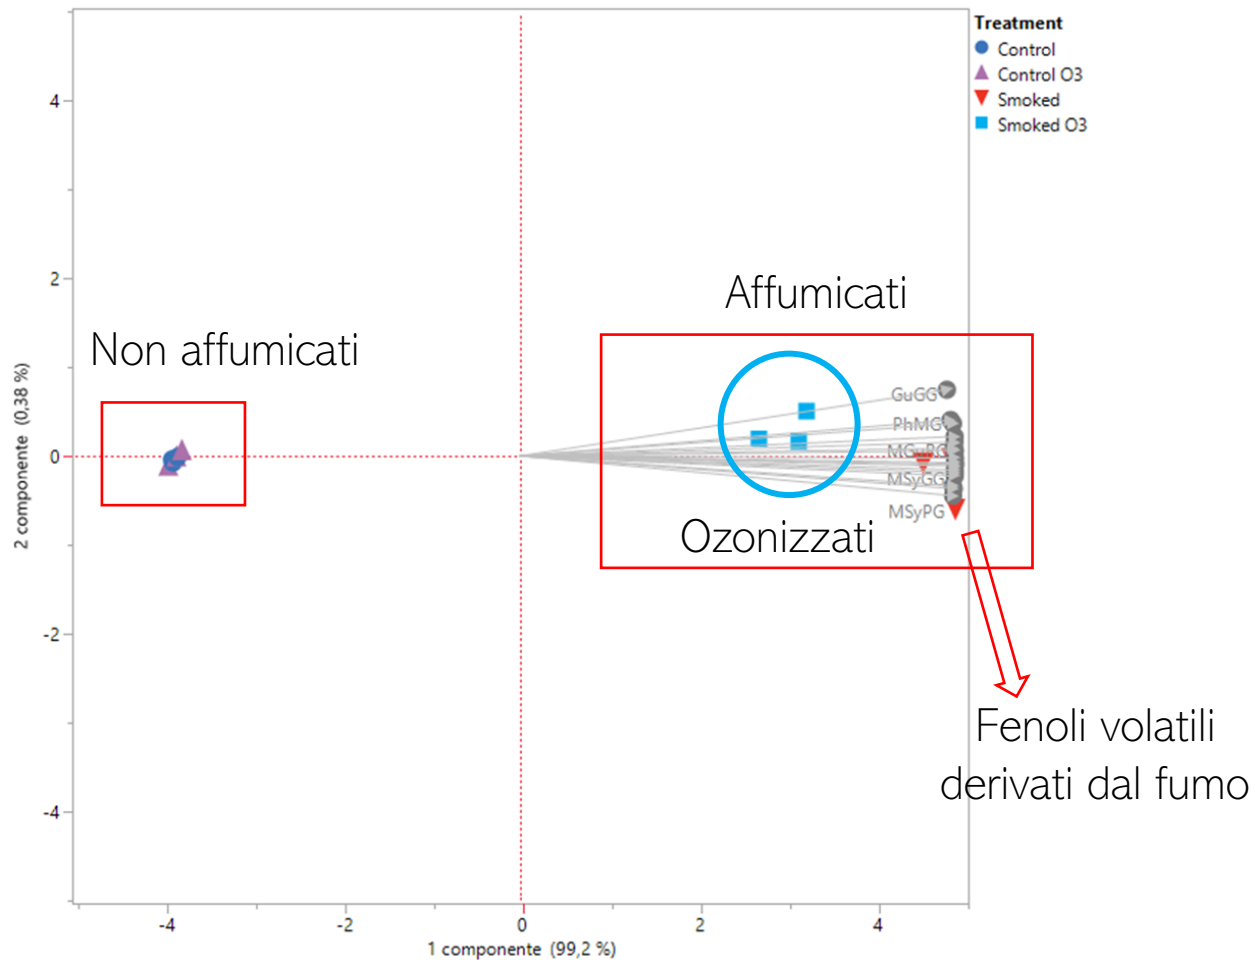 Treatment
Control
Control O3
Smoked
Smoked O3
4
2
0
-2
-4
2 componente (0,38 %)
Non affumicati
Affumicati
GuGG
PhMG
MGuPG
MSyGG
MSyPG
Ozonizzati
Fenoli volatili
derivati dal fumo
-4
-2
0
2
4
1 componente (99,2 %)